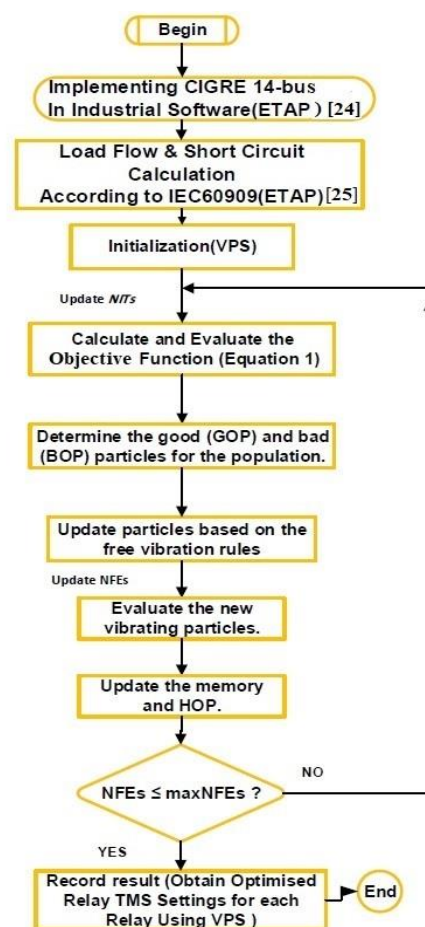 Begin
Implementing CIGRE 14-bus
In Industrial Software(ETAP) [24]
Load Flow & Short Circuit
Calculation
According to IEC60909(ETAP)[25]
Initialization(VPS)
Update NITs
Calculate and Evaluate the
Objective Function (Equation 1)
Determine the good (GOP) and bad
(BOP) particles for the population.
Update particles based on the
free vibration rules
Update NFEs
Evaluate the new
vibrating particles.
Update the memory
and HOP.
NFEs ≤ maxNFEs ?
NO
YES
Record result (Obtain Optimised
Relay TMS Settings for each
Relay Using VPS )
End